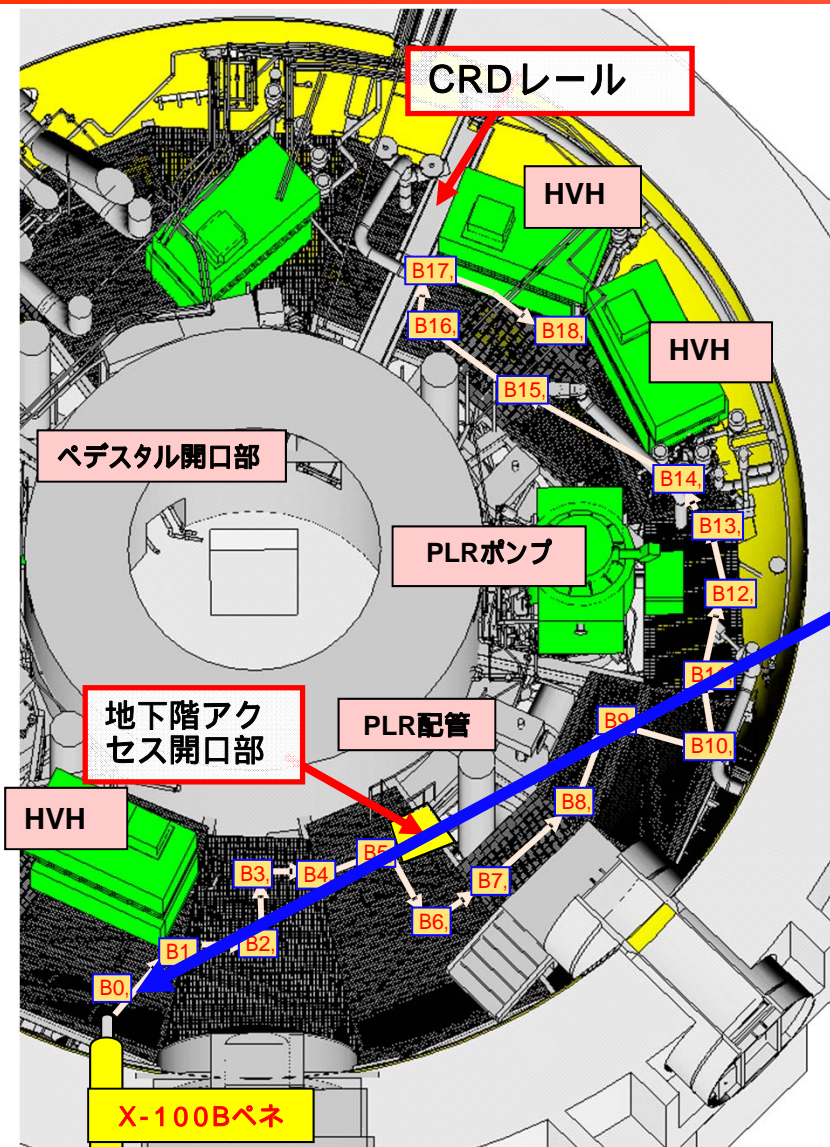 CRDレール
HVH
B17,
B16,
B18,
HVH
B15,
ペデスタル開口部
B14,
B13,
PLRポンプ
B12,
地下階アク
セス開口部
PLR配管
B9,
B10,
HVH
B8,
B3,
B4,
B7,
B6,
B1
B2,
B0,
X-100Bペネ